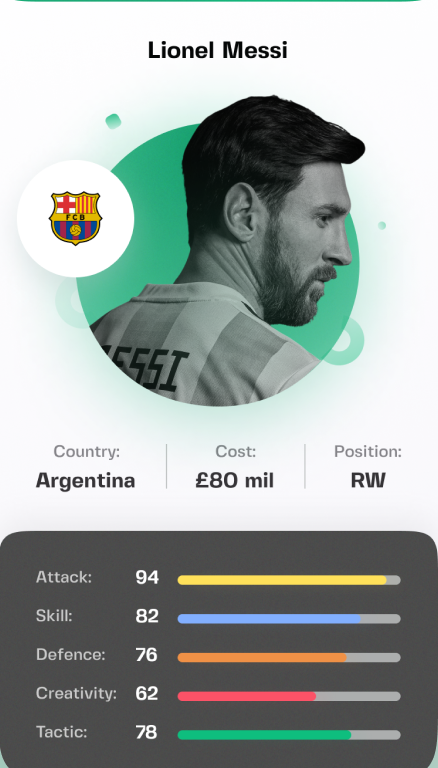 Lionel Messi
FCB
ESSI
Country: Cost: Position:
Argentina £80 mil RW
Attack: 94
Skill: 82
Defence: 76
Creativity: 62
Tactic: 78